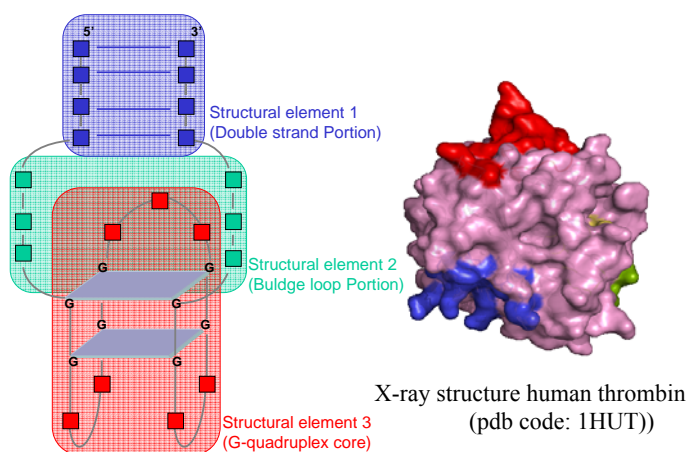 5'
3'
Structural element 1
(Double strand Portion)
G
G
Structural element 2
(Buldge loop Portion)
G
G
G
G
G
G
X-ray structure human thrombin
(pdb code: 1HUT))
Structural element 3
(G-quadruplex core)